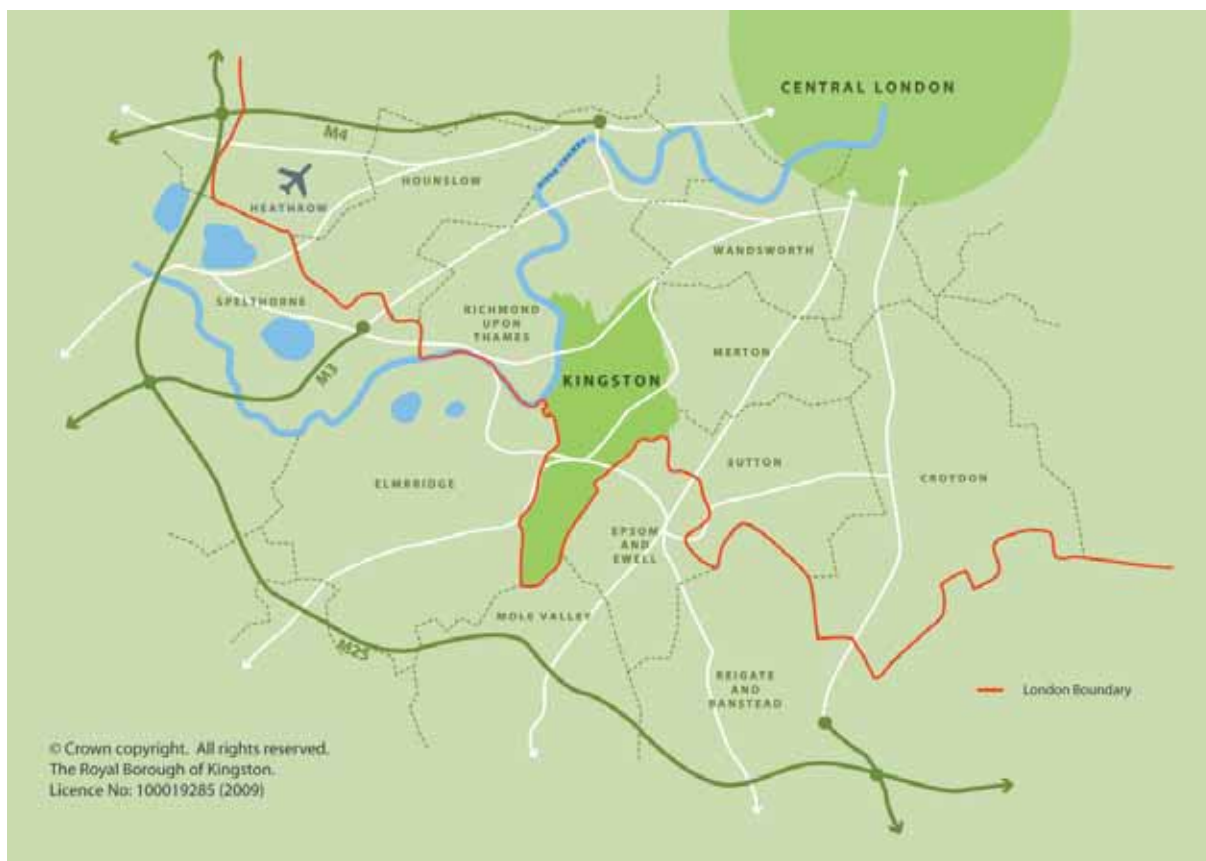 CENTRAL LONDON
M4
HOUNSLOW
HEATHROW
RIVER THAMES
WANDSWORTH
SPELTHORNE
RICHMOND
UPON
THAMES
MERTON
M3
KINGSTON
SUTTON
CROYDON
ELMBRIDGE
EPSOM
AND
EWELL
MOLE VALLEY
M25
REIGATE
AND
BANSTEAD
London Boundary
© Crown copyright. All rights reserved.
The Royal Borough of Kingston.
Licence No: 100019285 (2009)